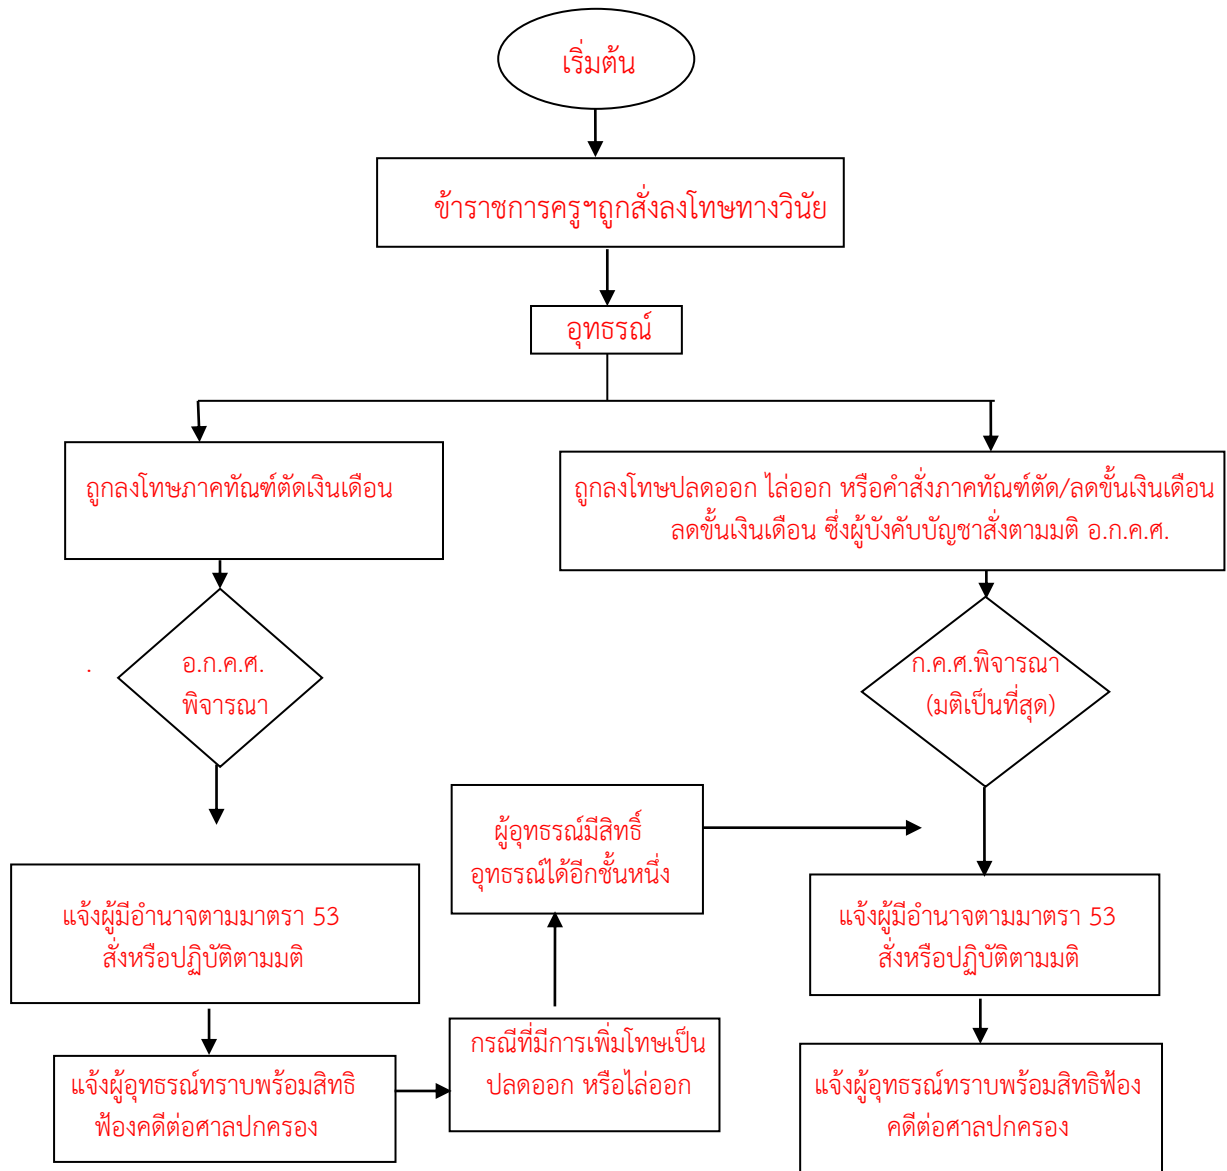 เริ่มต้น
ข้าราชการครูฯถูกสั่งลงโทษทางวินัย
อุทธรณ์
ถูกลงโทษภาคทัณฑ์ตัดเงินเดือน
ถูกลงโทษปลดออก ไล่ออก หรือคำสั่งภาคทัณฑ์ตัด/ลดขั้นเงินเดือน
ลดขั้นเงินเดือน ซึ่งผู้บังคับบัญชาสั่งตามมติ อ.ก.ค.ศ.
.
อ.ก.ค.ศ.
พิจารณา
ก.ค.ศ.พิจารณา
(มติเป็นที่สุด)
ผู้อุทธรณ์มีสิทธิ์
อุทธรณ์ได้อีกชั้นหนึ่ง
แจ้งผู้มีอำนาจตามมาตรา 53
สั่งหรือปฏิบัติตามมติ
แจ้งผู้มีอำนาจตามมาตรา 53
สั่งหรือปฏิบัติตามมติ
แจ้งผู้อุทธรณ์ทราบพร้อมสิทธิ
ฟ้องคดีต่อศาลปกครอง
กรณีที่มีการเพิ่มโทษเป็น
ปลดออก หรือไล่ออก
แจ้งผู้อุทธรณ์ทราบพร้อมสิทธิฟ้อง
คดีต่อศาลปกครอง